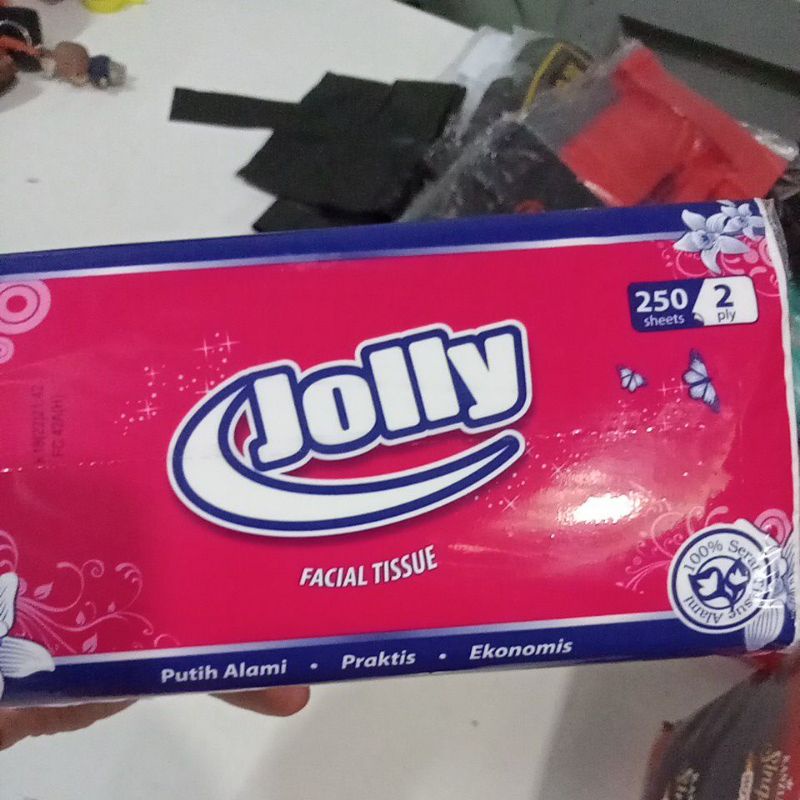 250 2
sheets ply
Jolly
FACIAL TISSUE
100% Serat
Tissue Alami
Putih Alami • Praktis • Ekonomis